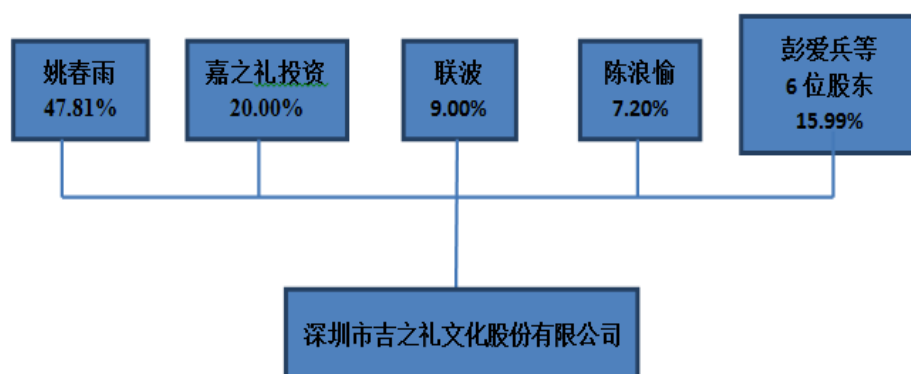 姚春雨
47.81%
嘉之礼投资
20.00%
联波
9.00%
陈浪愉
7.20%
彭爱兵等
6 位股东
15.99%
深圳市吉之礼文化股份有限公司